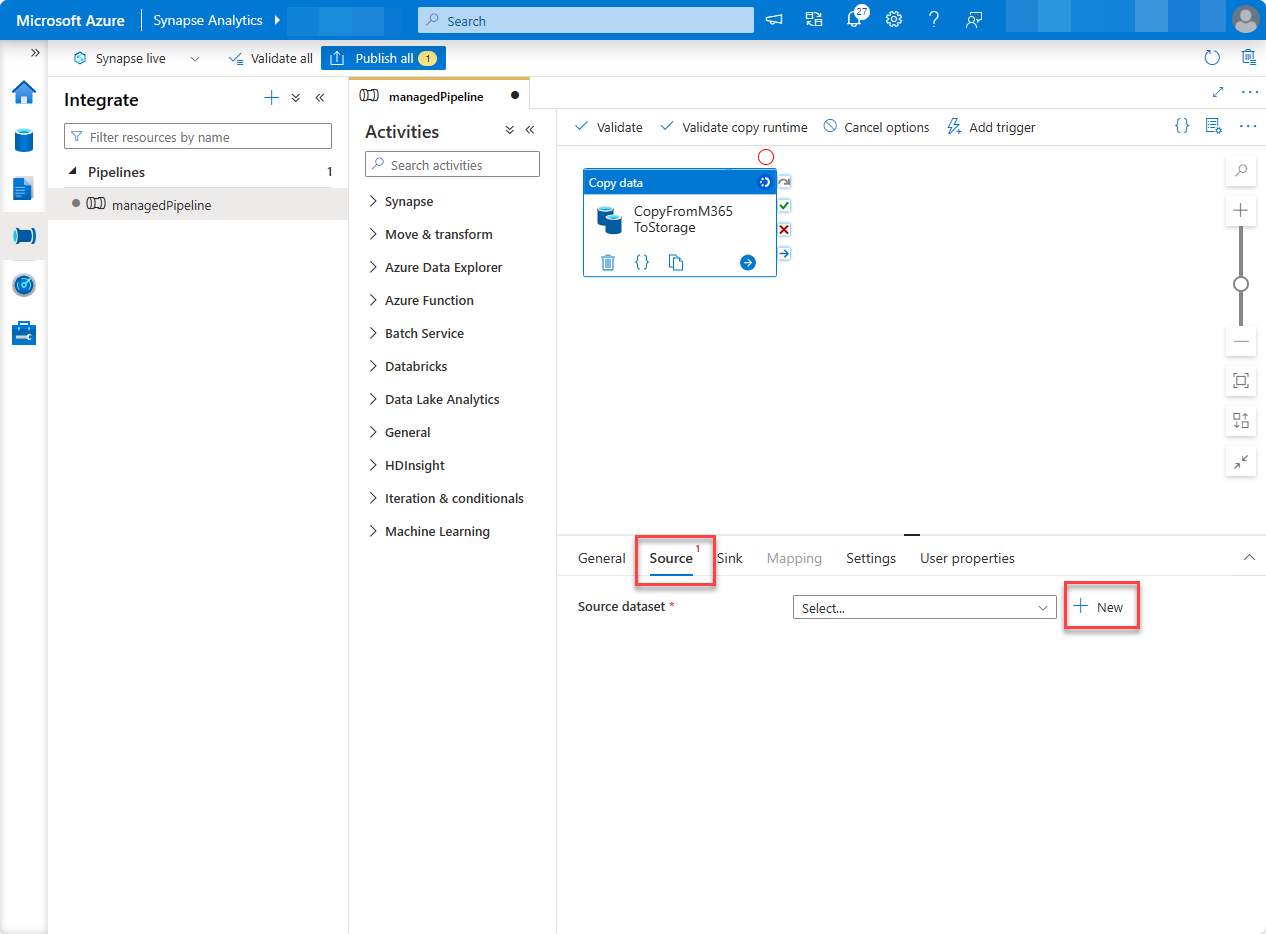 Microsoft Azure
Synapse Analytics
Search
27
Synapse live
Validate all
Publish all
1
Integrate
Filter resources by name
Pipelines
1
managedPipeline
managedPipeline
Activities
Search activities
Synapse
Move & transform
Azure Data Explorer
Azure Function
Batch Service
Databricks
Data Lake Analytics
General
HDInsight
Iteration & conditionals
Machine Learning
Validate
Validate copy runtime
Cancel options
Add trigger
Copy data
CopyFromM365
ToStorage
General
Source 1
Sink
Mapping
Settings
User properties
Source dataset *
Select...
New